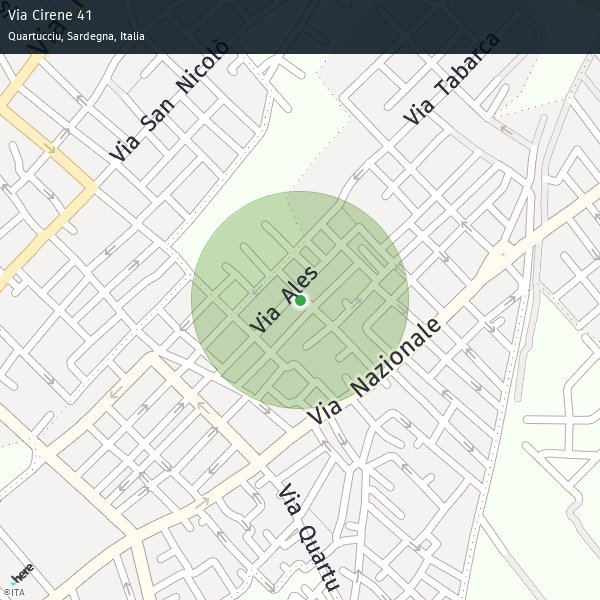 Via Cirene 41
Quartucciu, Sardegna, Italia
Via San Nicolò
Via Tabarca
Via Ales
Via Nazionale
Via Quartu
here
©ITA